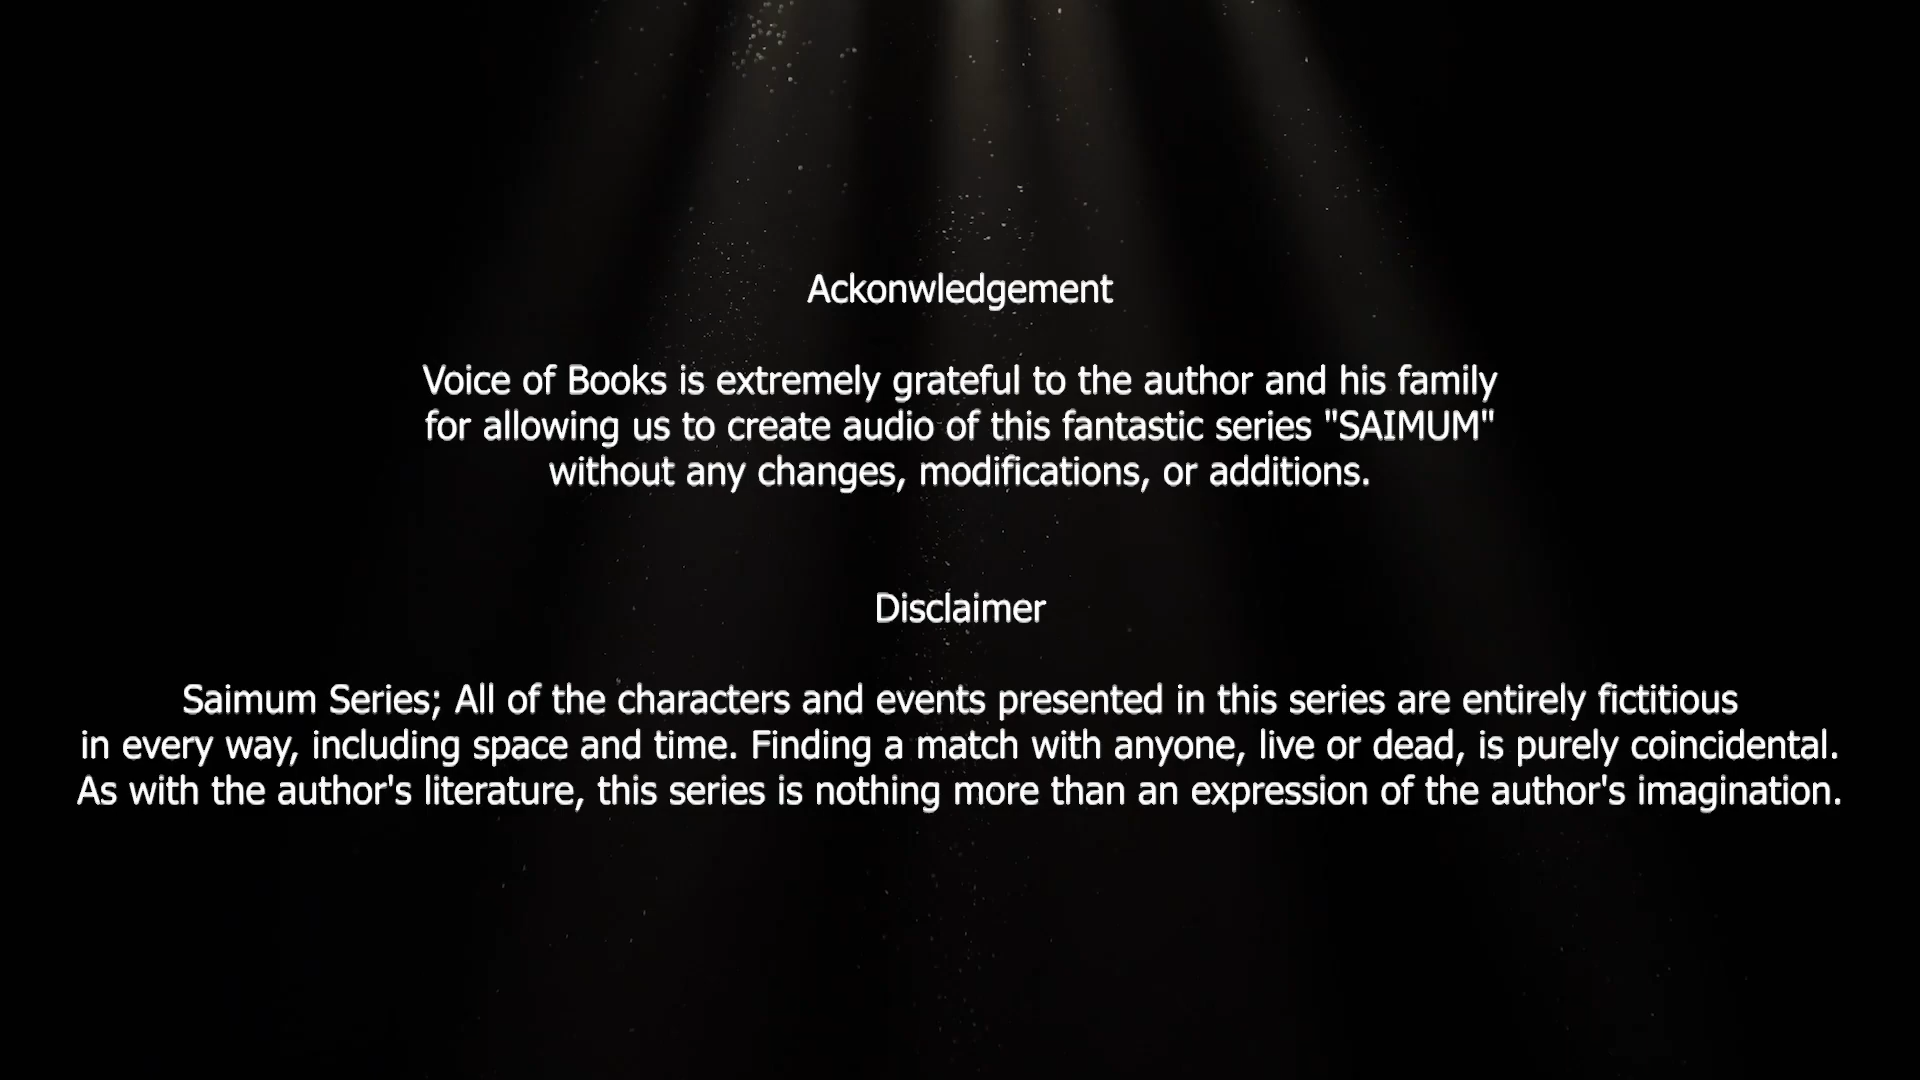 Ackonwledgement
Voice of Books is extremely grateful to the author and his family
for allowing us to create audio of this fantastic series "SAIMUM"
without any changes, modifications, or additions.
Disclaimer
Saimum Series; All of the characters and events presented in this series are entirely fictitious
in every way, including space and time. Finding a match with anyone, live or dead, is purely coincidental.
As with the author's literature, this series is nothing more than an expression of the author's imagination.